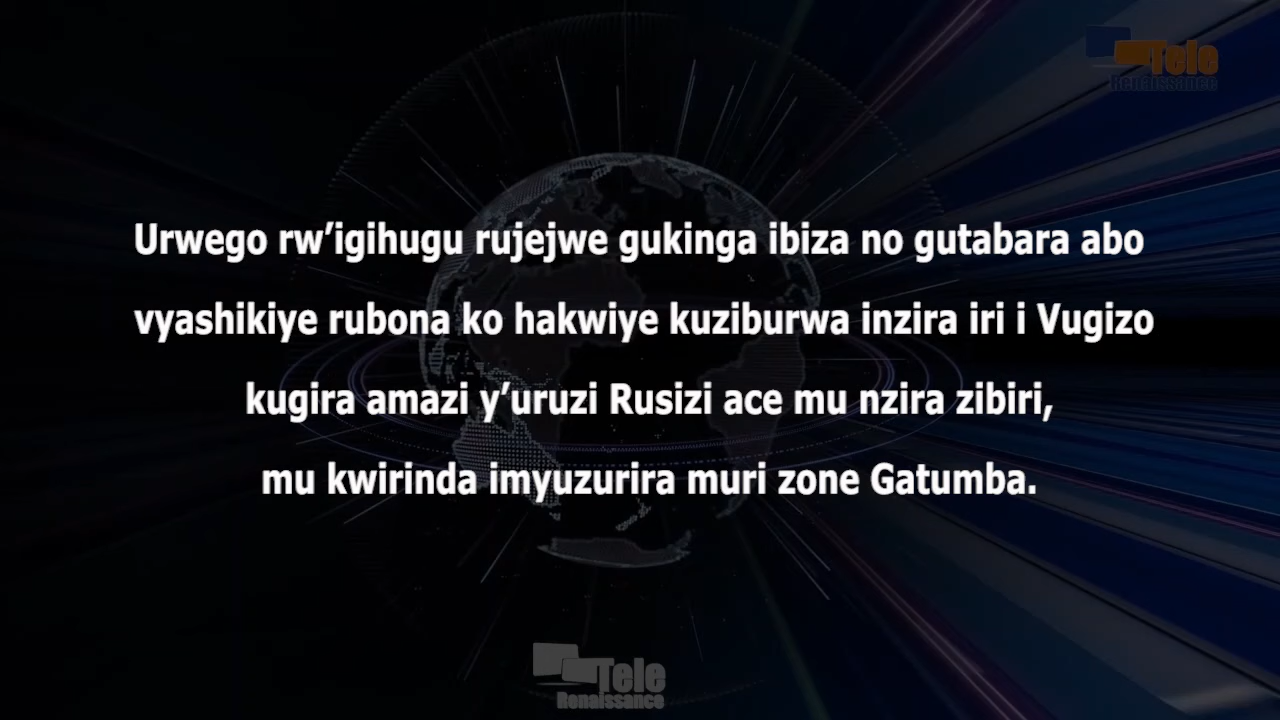 Tele
Renaissance
Urwego rw’igihugu rujejwe gukinga ibiza no gutabara abo
vyashikiye rubona ko hakwiye kuziburwa inzira iri i Vugizo
kugira amazi y’uruzi Rusizi ace mu nzira zibiri,
mu kwirinda imyuzurira muri zone Gatumba.
Tele
Renaissance